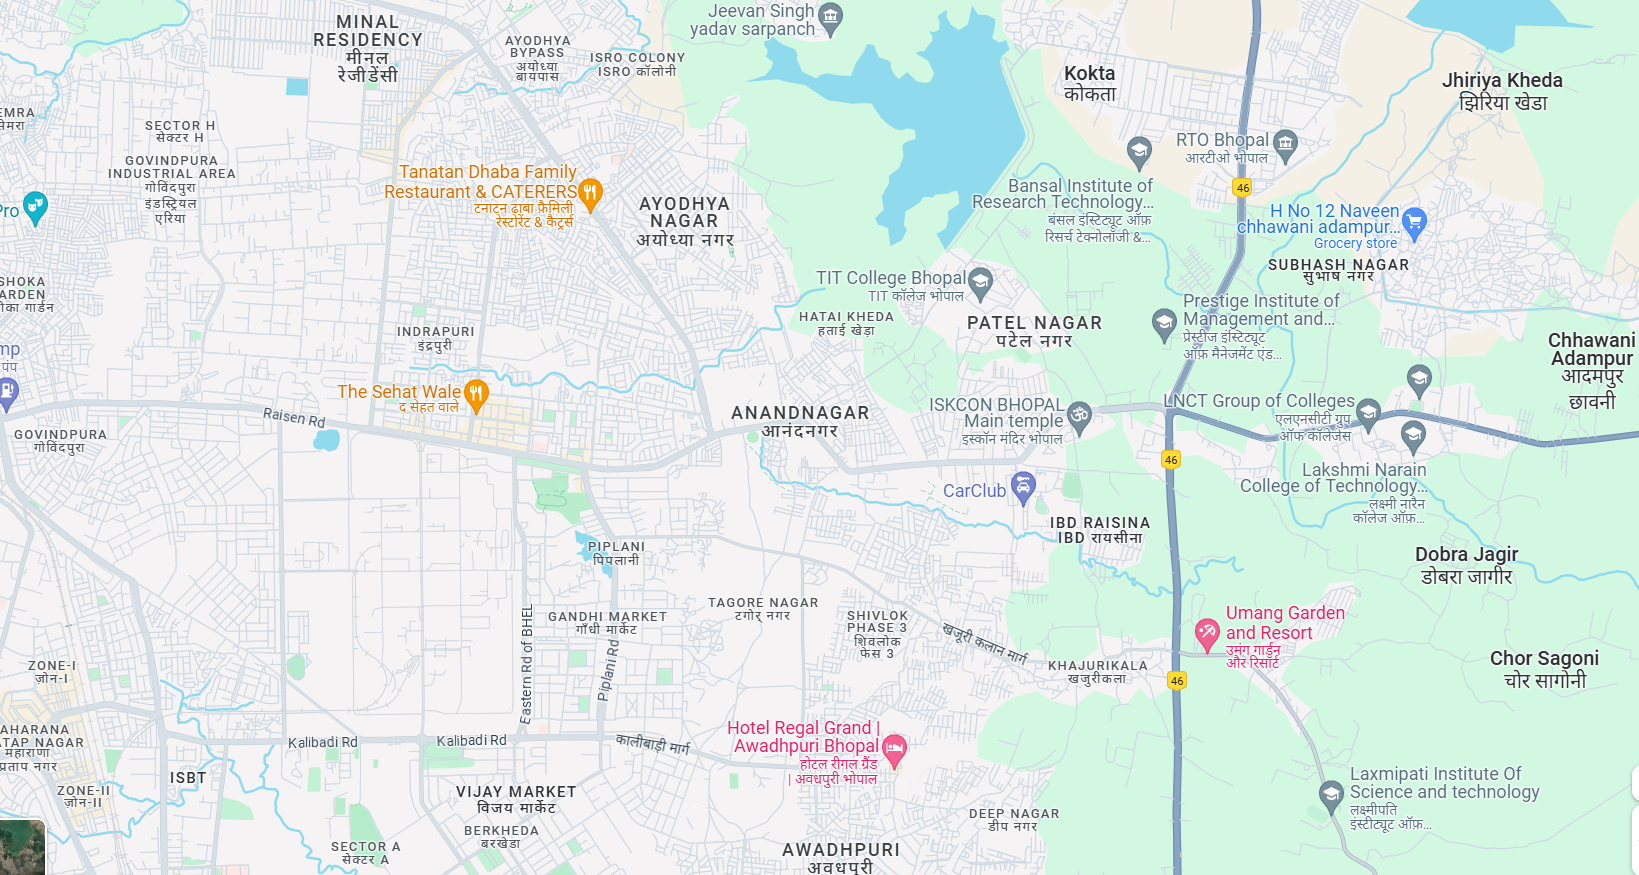 Jeevan Singh
yadav sarpanch
MINAL
RESIDENCY
मीनल
रेजीडेंसी
AYODHYA
BYPASS
अयोध्या
बायपास
ISRO COLONY
ISRO कॉलोनी
Kokta
कोकता
Jhiriya Kheda
झिरिया खेडा
EMRA
सेमरा
SECTOR H
सेक्टर H
GOVINDPURA
INDUSTRIAL AREA
गोविंदपुरा
इंडस्ट्रियल
एरिया
RTO Bhopal
आरटीओ भोपाल
Tanatan Dhaba Family
Restaurant & CATERERS
टनाटन ढ़ाबा फ़ैमिली
रेस्टोरेंट & कैटर्र्स
Pro
AYODHYA
NAGAR
अयोध्या नगर
Bansal Institute of
Research Technology...
बंसल इंस्टिट्यूट ऑफ़
रिसर्च टेक्नोलॉजी &...
46
H No 12 Naveen
chhawani adampur...
Grocery store
SUBHASH NAGAR
सुभाष नगर
SHOKA
ARDEN
ोका गार्डन
TIT College Bhopal
TIT कॉलेज भोपाल
HATAI KHEDA
हताई खेड़ा
PATEL NAGAR
पटेल नगर
Prestige Institute of
Management and...
प्रेस्टीज इंस्टिट्यूट
ऑफ़ मैनेजमेंट एंड...
INDRAPURI
इंद्रपुरी
Chhawani
Adampur
आदमपुर
छावनी
mp
पंप
The Sehat Wale
द सेहत वाले
Raisen Rd
ANANDNAGAR
आनंदनगर
ISKCON BHOPAL
Main temple
इस्कॉन मंदिर भोपाल
LNCT Group of Colleges
एलएनसीटी ग्रुप
ऑफ कॉलेजेस
GOVINDPURA
गोविंदपुरा
46
Lakshmi Narain
College of Technology...
लक्ष्मी नारैन
कॉलेज ऑफ़...
CarClub
IBD RAISINA
IBD रायसीना
PIPLANI
पिपलानी
Dobra Jagir
डोबरा जागीर
TAGORE NAGAR
टगोर् नगर
GANDHI MARKET
गाँधी मार्केट
SHIVLOK
PHASE 3
शिवलोक
फेस 3
Umang Garden
and Resort
उमंग गार्डन
और रिसॉर्ट
Eastern Rd of BHEL
Piplani Rd
खजूरी कलान मार्ग
KHAJURIKALA
खजुरीकला
Chor Sagoni
चोर सागोनी
ZONE-I
ज़ोन-I
46
AHARANA
TAP NAGAR
महाराणा
प्रताप नगर
Kalibadi Rd
Kalibadi Rd
कालीबाड़ी मार्ग
Hotel Regal Grand |
Awadhpuri Bhopal
होटल रीगल ग्रैंड
| अवधपुरी भोपाल
ISBT
ZONE-II
ज़ोन-II
VIJAY MARKET
विजय मार्केट
Laxmipati Institute Of
Science and technology
लक्ष्मीपति
इंस्टीट्यूट ऑफ़...
BERKHEDA
बरखेडा
DEEP NAGAR
डीप नगर
SECTOR A
सेक्टर A
AWADHPURI
अवधपुरी